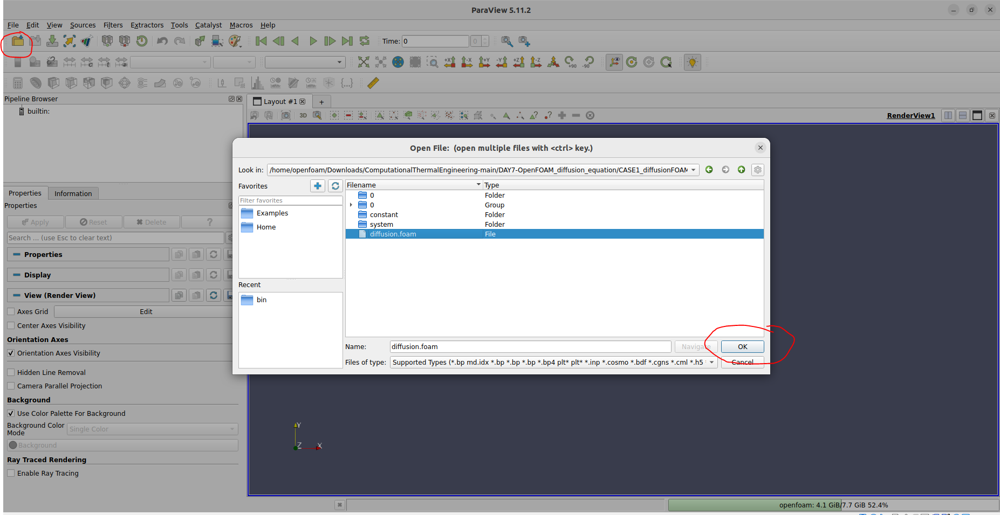 ParaView 5.11.2
File Edit View Sources Filters Extractors Tools Catalyst Macros Help
Time: 0 0
+X -X +Y -Y +Z -Z +90 -90
Pipeline Browser
builtin:
Layout #1 +
3D
RenderView1
Properties Information
Properties
Apply Reset Delete ?
Search ... (use Esc to clear text)
Properties
Display
View (Render View)
Axes Grid Edit
Center Axes Visibility
Orientation Axes
Orientation Axes Visibility
Hidden Line Removal
Camera Parallel Projection
Background
Use Color Palette For Background
Background Color
Mode
Single Color
Background
Ray Traced Rendering
Enable Ray Tracing
Open File: (open multiple files with <ctrl> key.)
Look in: /home/openfoam/Downloads/ComputationalThermalEngineering-main/DAY7-OpenFOAM_diffusion_equation/CASE1_diffusionFOAM
Favorites
Filter favorites
Examples
Home
Recent
bin
Filename Type
0 Folder
0 Group
constant Folder
system Folder
diffusion.foam File
Name: diffusion.foam Navigate OK
Files of type: Supported Types (*.bp md.idx *.bp *.bp *.bp *.bp4 plt* plt* *.inp *.cosmo *.bdf *.cgns *.cml *.h5 Cancel
Y
Z X
openfoam: 4.1 GiB/7.7 GiB 52.4%